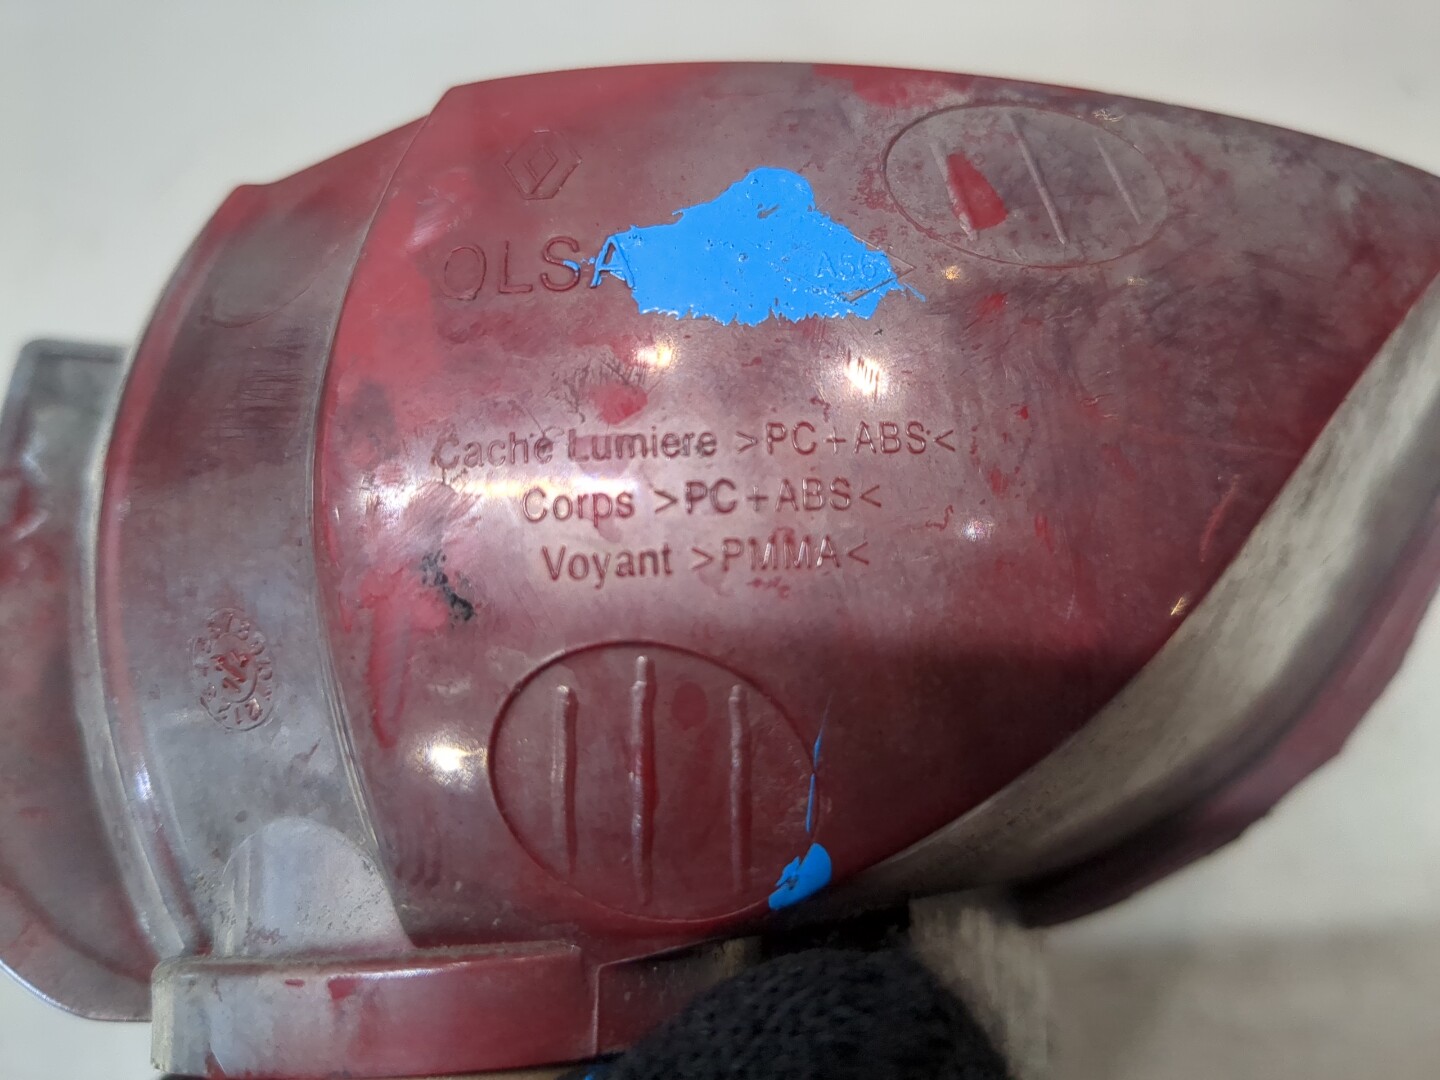 OLSA
A56
Cache Lumiere >PC+ABS<
Corps >PC+ABS<
Voyant >PMMA<